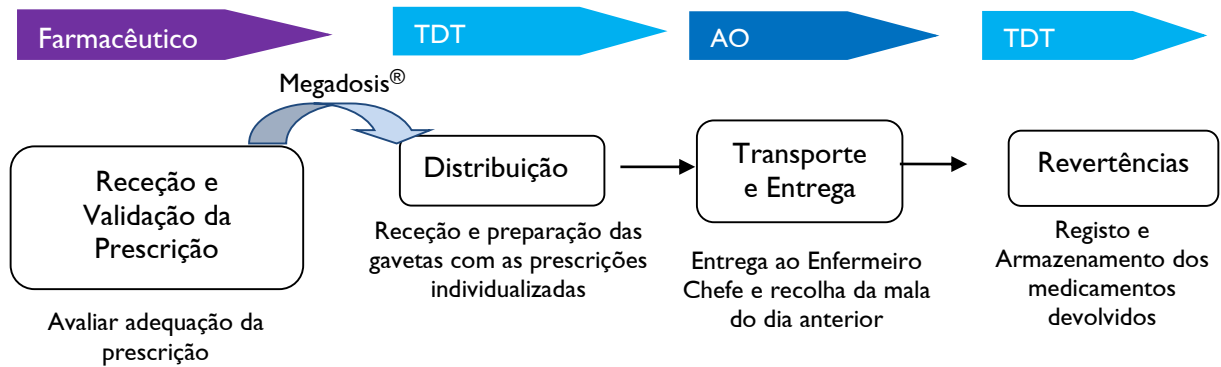 Farmacêutico
TDT
AO
TDT
Megadosis®
Receção e
Validação da
Prescrição
Avaliar adequação da
prescrição
Distribuição
Receção e preparação das
gavetas com as prescrições
individualizadas
Transporte
e Entrega
Entrega ao Enfermeiro
Chefe e recolha da mala
do dia anterior
Revertências
Registo e
Armazenamento dos
medicamentos
devolvidos